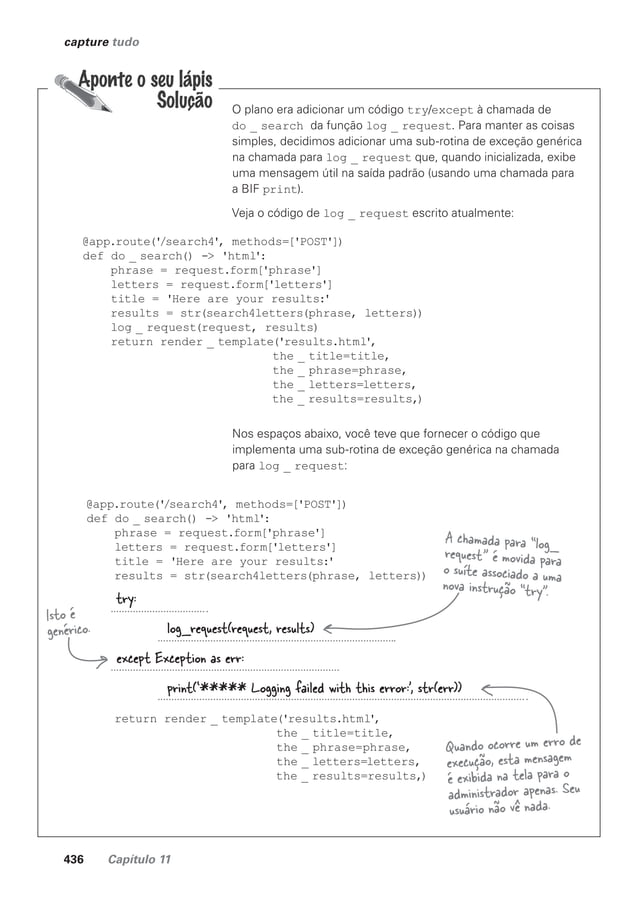 capture tudo
Aponte o seu lápis
Solução
O plano era adicionar um código try/except à chamada de
do _ search da função log _ request. Para manter as coisas
simples, decidimos adicionar uma sub-rotina de exceção genérica
na chamada para log _ request que, quando inicializada, exibe
uma mensagem útil na saída padrão (usando uma chamada para
a BIF print).
Veja o código de log _ request escrito atualmente:
@app.route('/search4', methods=['POST'])
def do _ search() -> 'html':
phrase = request.form['phrase']
letters = request.form['letters']
title = 'Here are your results:'
results = str(search4letters(phrase, letters))
log _ request(request, results)
return render _ template('results.html',
the _ title=title,
the _ phrase=phrase,
the _ letters=letters,
the _ results=results,)
Nos espaços abaixo, você teve que fornecer o código que
implementa uma sub-rotina de exceção genérica na chamada
para log _ request:
@app.route('/search4', methods=['POST'])
def do _ search() -> 'html':
phrase = request.form['phrase']
letters = request.form['letters']
title = 'Here are your results:'
results = str(search4letters(phrase, letters))
A chamada para "log_
request" é movida para
o suíte associado a uma
nova instrução "try".
try:
Isto é
genérico.
log_request(request, results)
except Exception as err:
print('***** Logging failed with this error:', str(err))
return render _ template('results.html',
the _ title=title,
the _ phrase=phrase,
the _ letters=letters,
the _ results=results,)
Quando ocorre um erro de
execução, esta mensagem
é exibida na tela para o
administrador apenas. Seu
usuário não vê nada.
436 Capítulo 11